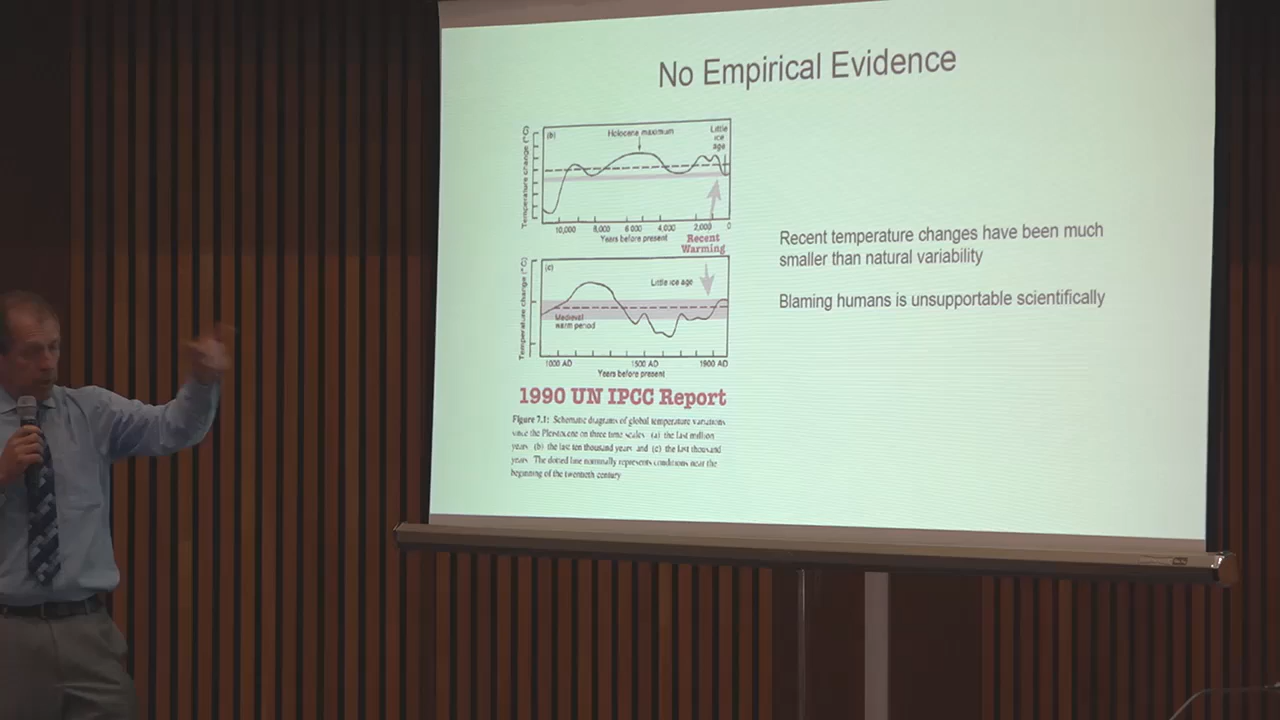 No Empirical Evidence
Temperature change (°C)
(b)
Holocene maximum
Little
ice
age
10,000 8,000 6 000 4,000 2,000 0
Years before present
Recent
Warming
Temperature change (°C)
(c)
Little ice age
Medieval
warm period
1000 AD 1500 AD 1900 AD
Years before present
1990 UN IPCC Report
Figure 7.1: Schematic diagrams of global temperature variations
since the Pleistocene on three time scales (a) the last million
years (b) the last ten thousand years and (c) the last thousand
years The dotted line nominally represents conditions near the
beginning of the twentieth century
Recent temperature changes have been much
smaller than natural variability
Blaming humans is unsupportable scientifically